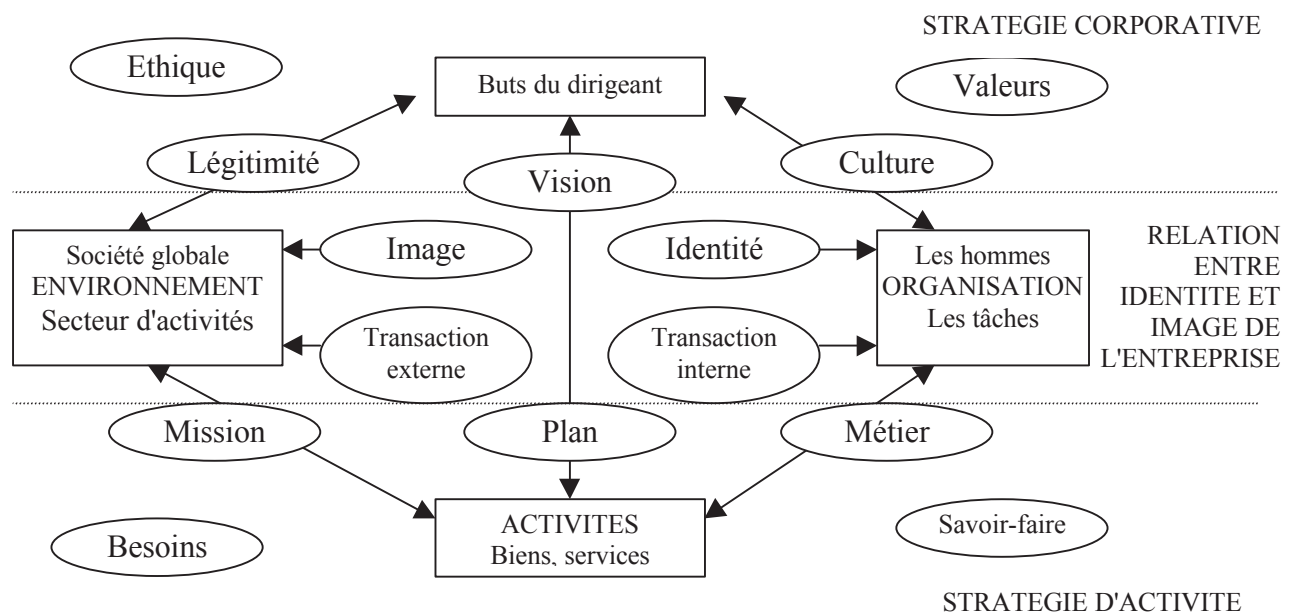 STRATEGIE CORPORATIVE
Ethique
Buts du dirigeant
Valeurs
Légitimité
Vision
Culture
Société globale
ENVIRONNEMENT
Secteur d'activités
Image
Identité
Les hommes
ORGANISATION
Les tâches
RELATION
ENTRE
IDENTITE ET
IMAGE DE
L'ENTREPRISE
Transaction
externe
Transaction
interne
Mission
Plan
Métier
Besoins
ACTIVITES
Biens, services
Savoir-faire
STRATEGIE D'ACTIVITE